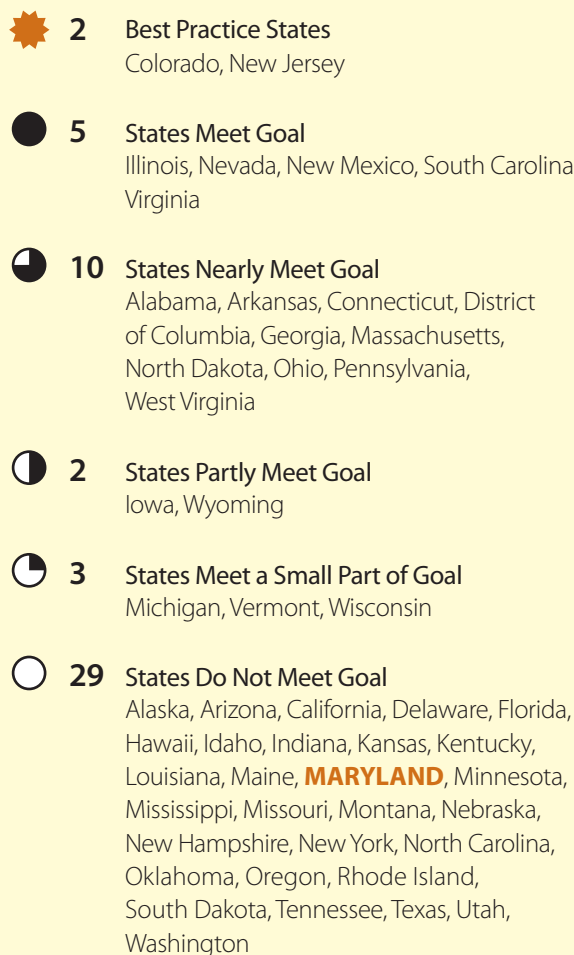 2 Best Practice States
Colorado, New Jersey
5 States Meet Goal
Illinois, Nevada, New Mexico, South Carolina
Virginia
10 States Nearly Meet Goal
Alabama, Arkansas, Connecticut, District
of Columbia, Georgia, Massachusetts,
North Dakota, Ohio, Pennsylvania,
West Virginia
2 States Partly Meet Goal
Iowa, Wyoming
3 States Meet a Small Part of Goal
Michigan, Vermont, Wisconsin
29 States Do Not Meet Goal
Alaska, Arizona, California, Delaware, Florida,
Hawaii, Idaho, Indiana, Kansas, Kentucky,
Louisiana, Maine, MARYLAND, Minnesota,
Mississippi, Missouri, Montana, Nebraska,
New Hampshire, New York, North Carolina,
Oklahoma, Oregon, Rhode Island,
South Dakota, Tennessee, Texas, Utah,
Washington